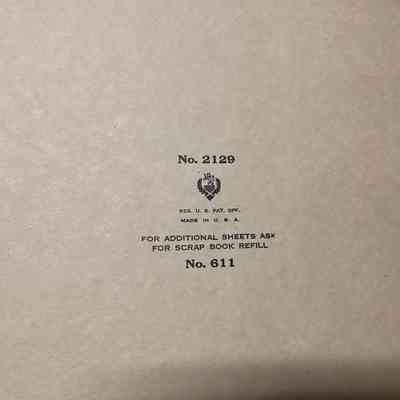 No. 2129
REG. U. S. PAT. OFF.
MADE IN U. S. A.
FOR ADDITIONAL SHEETS ASK
FOR SCRAP BOOK REFILL
No. 611